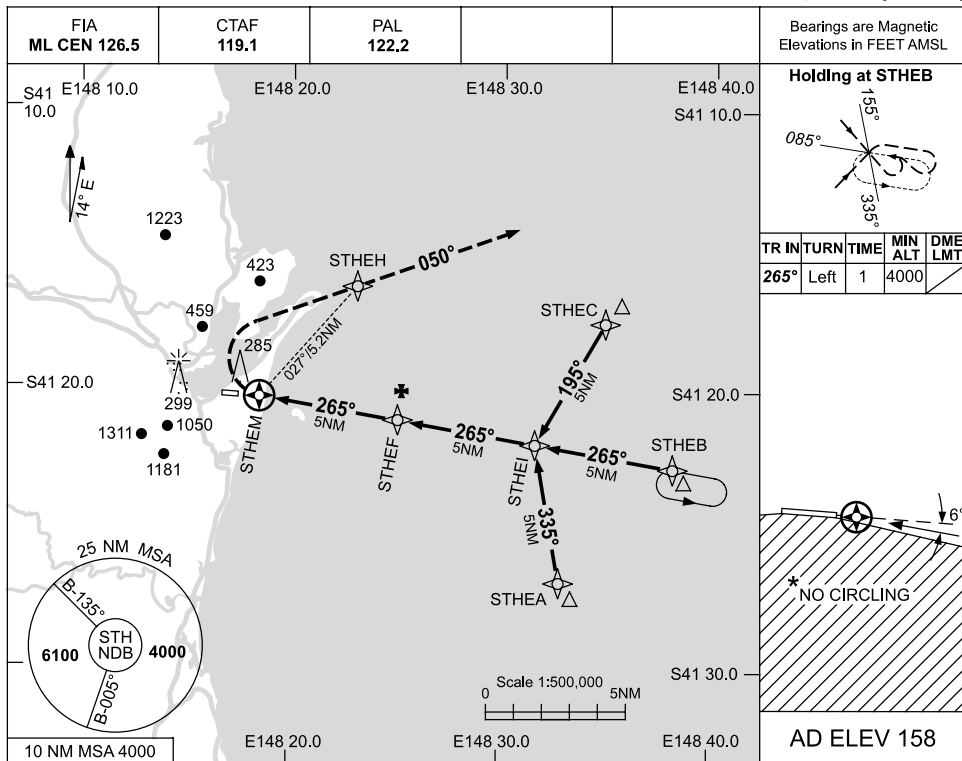 FIA
ML CEN 126.5
CTAF
119.1
PAL
122.2
Bearings are Magnetic
Elevations in FEET AMSL
S41
10.0
E148 10.0
E148 20.0
E148 30.0
E148 40.0
S41 10.0
Holding at STHEB
155°
085°
335°
TR IN TURN TIME MIN ALT DME LMT
265° Left 1 4000
14° E
1223
423
459
285
299
1050
1311
1181
STHEH
050°
027°/5.2NM
STHEC
195°
5NM
S41 20.0
S41 20.0
STHEM
265°
5NM
STHEF
265°
5NM
STHEI
265°
5NM
STHEB
335°
5NM
STHEA
6°
*NO CIRCLING
25 NM MSA
B-135°
STH
NDB
6100
4000
B-005°
10 NM MSA 4000
Scale 1:500,000
0
5NM
S41 30.0
E148 20.0
E148 30.0
E148 40.0
AD ELEV 158